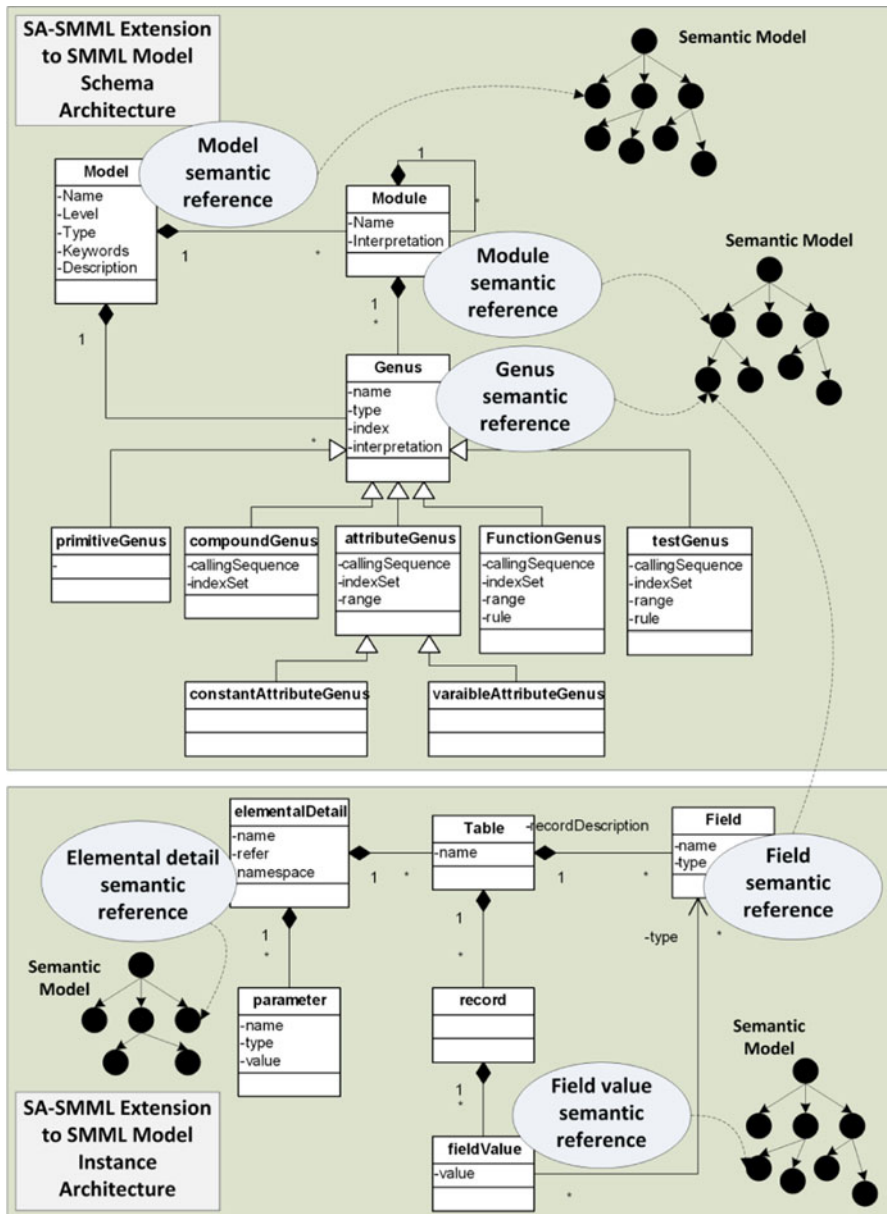 SA-SMML Extension
to SMML Model
Schema
Architecture
Semantic Model
Model
semantic
reference
Model
-Name
-Level
-Type
-Keywords
-Description
1
*
1
Module
-Name
-Interpretation
1
*
Module
semantic
reference
Semantic Model
1
*
Genus
-name
-type
-index
-interpretation
*
Genus
semantic
reference
primitiveGenus
-
compoundGenus
-callingSequence
-indexSet
attributeGenus
-callingSequence
-indexSet
-range
FunctionGenus
-callingSequence
-indexSet
-range
-rule
testGenus
-callingSequence
-indexSet
-range
-rule
constantAttributeGenus
varaibleAttributeGenus
elementalDetail
-name
-refer
namespace
Elemental detail
semantic
reference
1
*
Table
-name
-recordDescription
1
*
Field
-name
-type
Field
semantic
reference
1
*
1
*
-type
*
Semantic
Model
parameter
-name
-type
-value
record
Semantic
Model
1
*
Field value
semantic
reference
fieldValue
-value
*
SA-SMML Extension
to SMML Model
Instance
Architecture